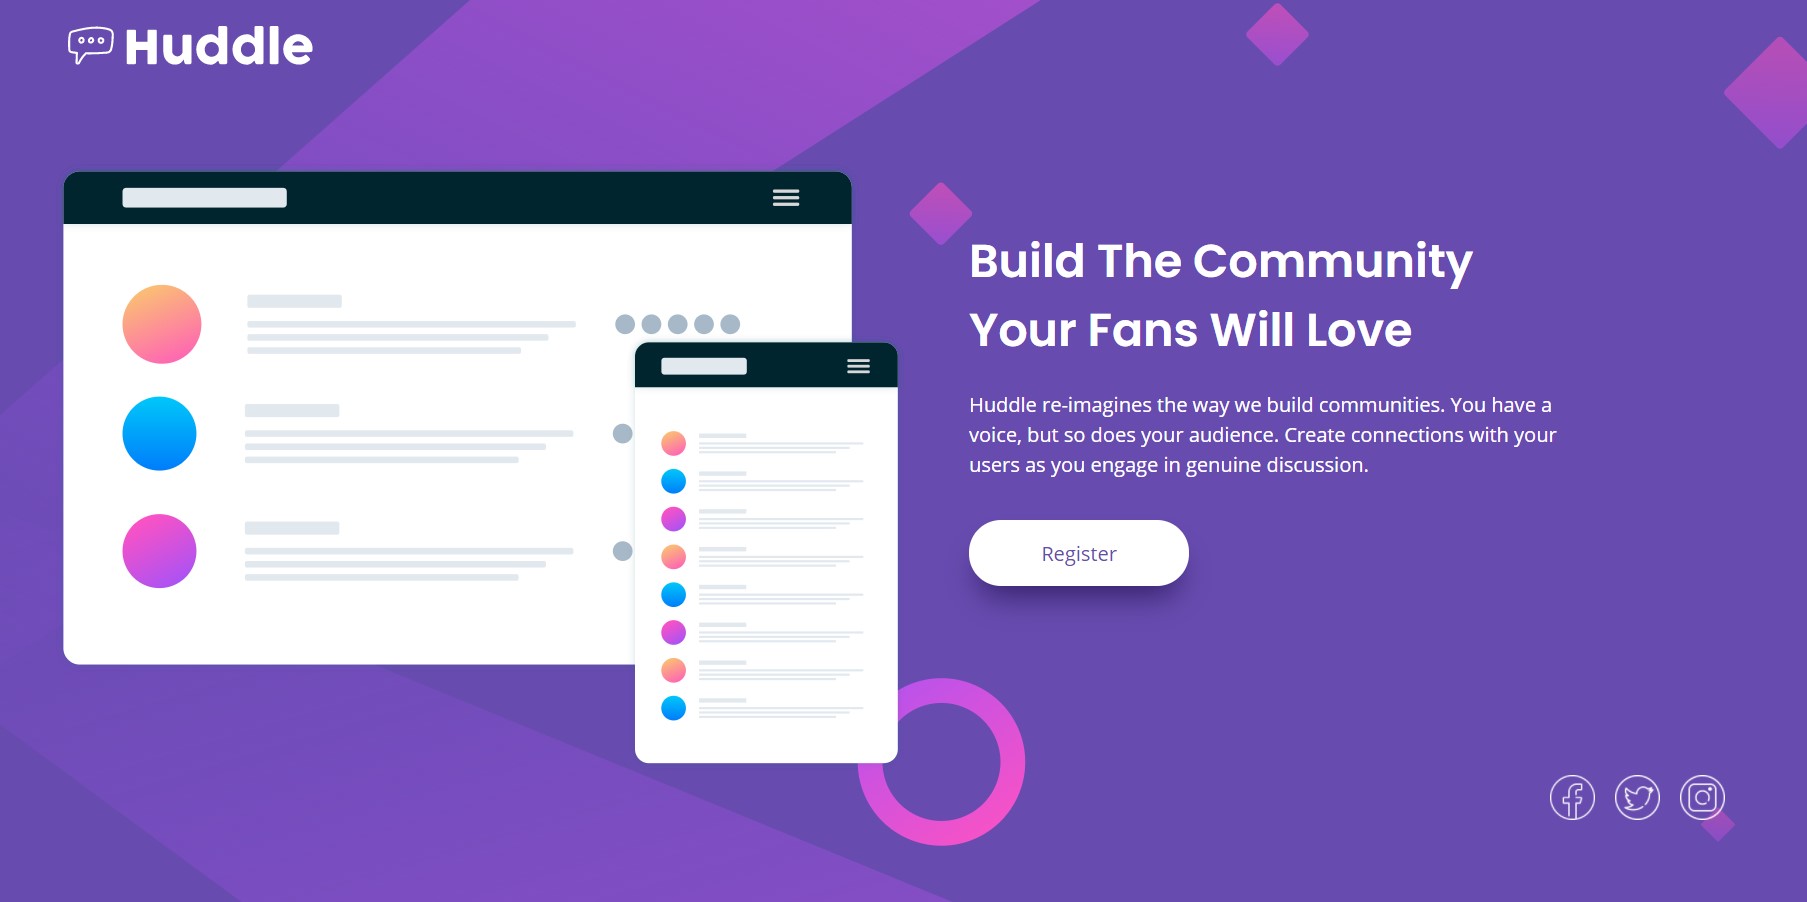 Huddle
Build The Community
Your Fans Will Love
Huddle re-imagines the way we build communities. You have a
voice, but so does your audience. Create connections with your
users as you engage in genuine discussion.
Register